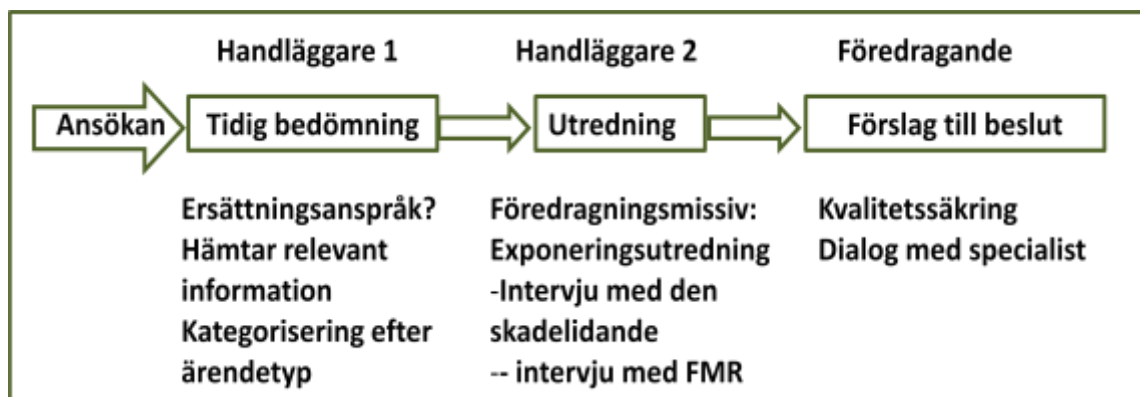 Handläggare 1
Handläggare 2
Föredragande
Ansökan
Tidig bedömning
Utredning
Förslag till beslut
Ersättningsanspråk?
Hämtar relevant
information
Kategorisering efter
ärendetyp
Föredragningsmissiv:
Exponeringsutredning
-Intervju med den
skadelidande
-- intervju med FMR
Kvalitetssäkring
Dialog med specialist